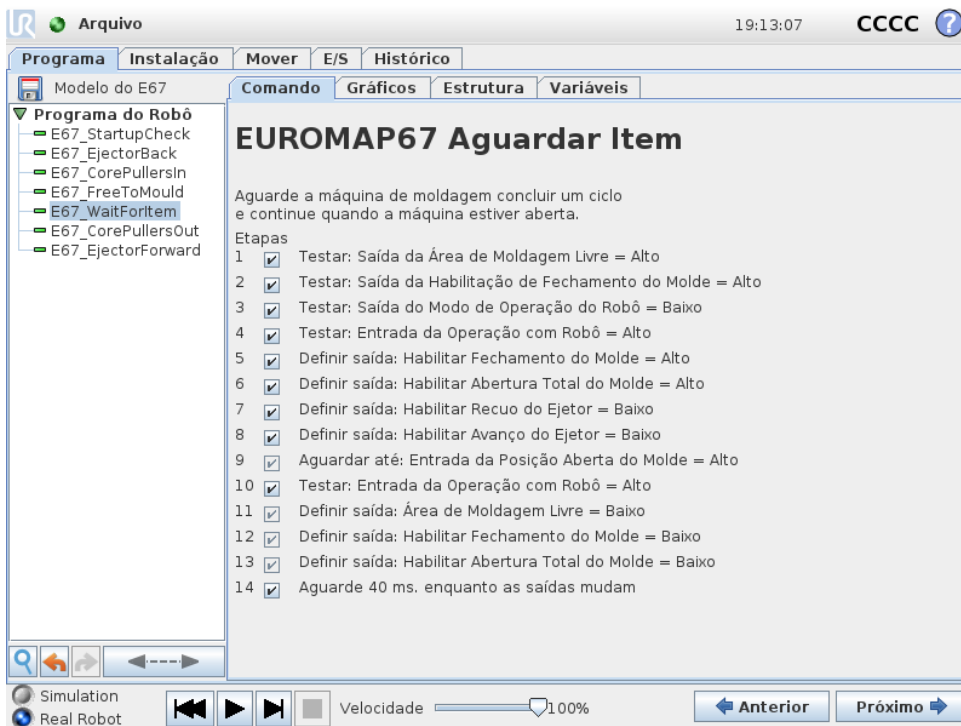 UR Arquivo 19:13:07 CCCC ?
Programa Instalação Mover E/S Histórico
Modelo do E67
Comando Gráficos Estrutura Variáveis
Programa do Robô
E67_StartupCheck
E67_EjectorBack
E67_CorePullersIn
E67_FreeToMould
E67_WaitForItem
E67_CorePullersOut
E67_EjectorForward
EUROMAP67 Aguardar Item
Aguarde a máquina de moldagem concluir um ciclo
e continue quando a máquina estiver aberta.
Etapas
1 Testar: Saída da Área de Moldagem Livre = Alto
2 Testar: Saída da Habilitação de Fechamento do Molde = Alto
3 Testar: Saída do Modo de Operação do Robô = Baixo
4 Testar: Entrada da Operação com Robô = Alto
5 Definir saída: Habilitar Fechamento do Molde = Alto
6 Definir saída: Habilitar Abertura Total do Molde = Alto
7 Definir saída: Habilitar Recuo do Ejetor = Baixo
8 Definir saída: Habilitar Avanço do Ejetor = Baixo
9 Aguardar até: Entrada da Posição Aberta do Molde = Alto
10 Testar: Entrada da Operação com Robô = Alto
11 Definir saída: Área de Moldagem Livre = Baixo
12 Definir saída: Habilitar Fechamento do Molde = Baixo
13 Definir saída: Habilitar Abertura Total do Molde = Baixo
14 Aguarde 40 ms. enquanto as saídas mudam
Simulation
Real Robot
Velocidade 100%
Anterior Próximo